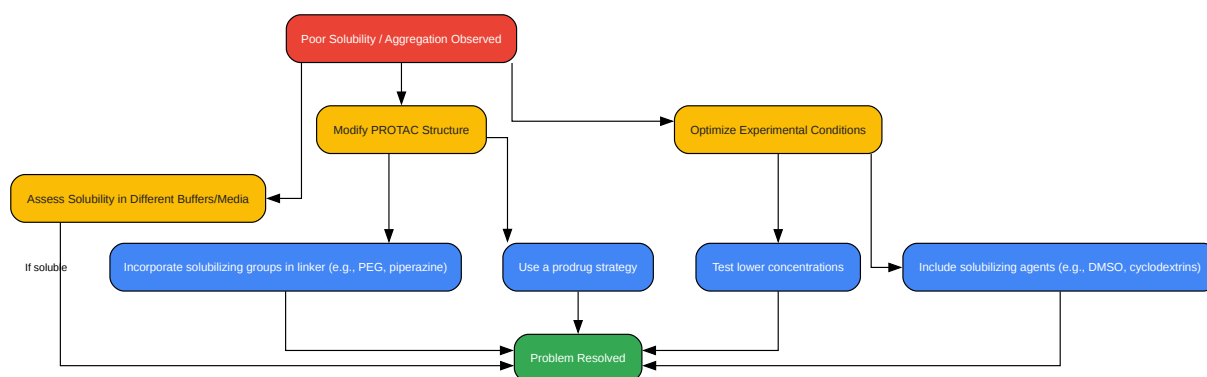 Poor Solubility / Aggregation Observed
Modify PROTAC Structure
Optimize Experimental Conditions
Assess Solubility in Different Buffers/Media
If soluble
Incorporate solubilizing groups in linker (e.g., PEG, piperazine)
Use a prodrug strategy
Test lower concentrations
Include solubilizing agents (e.g., DMSO, cyclodextrins)
Problem Resolved